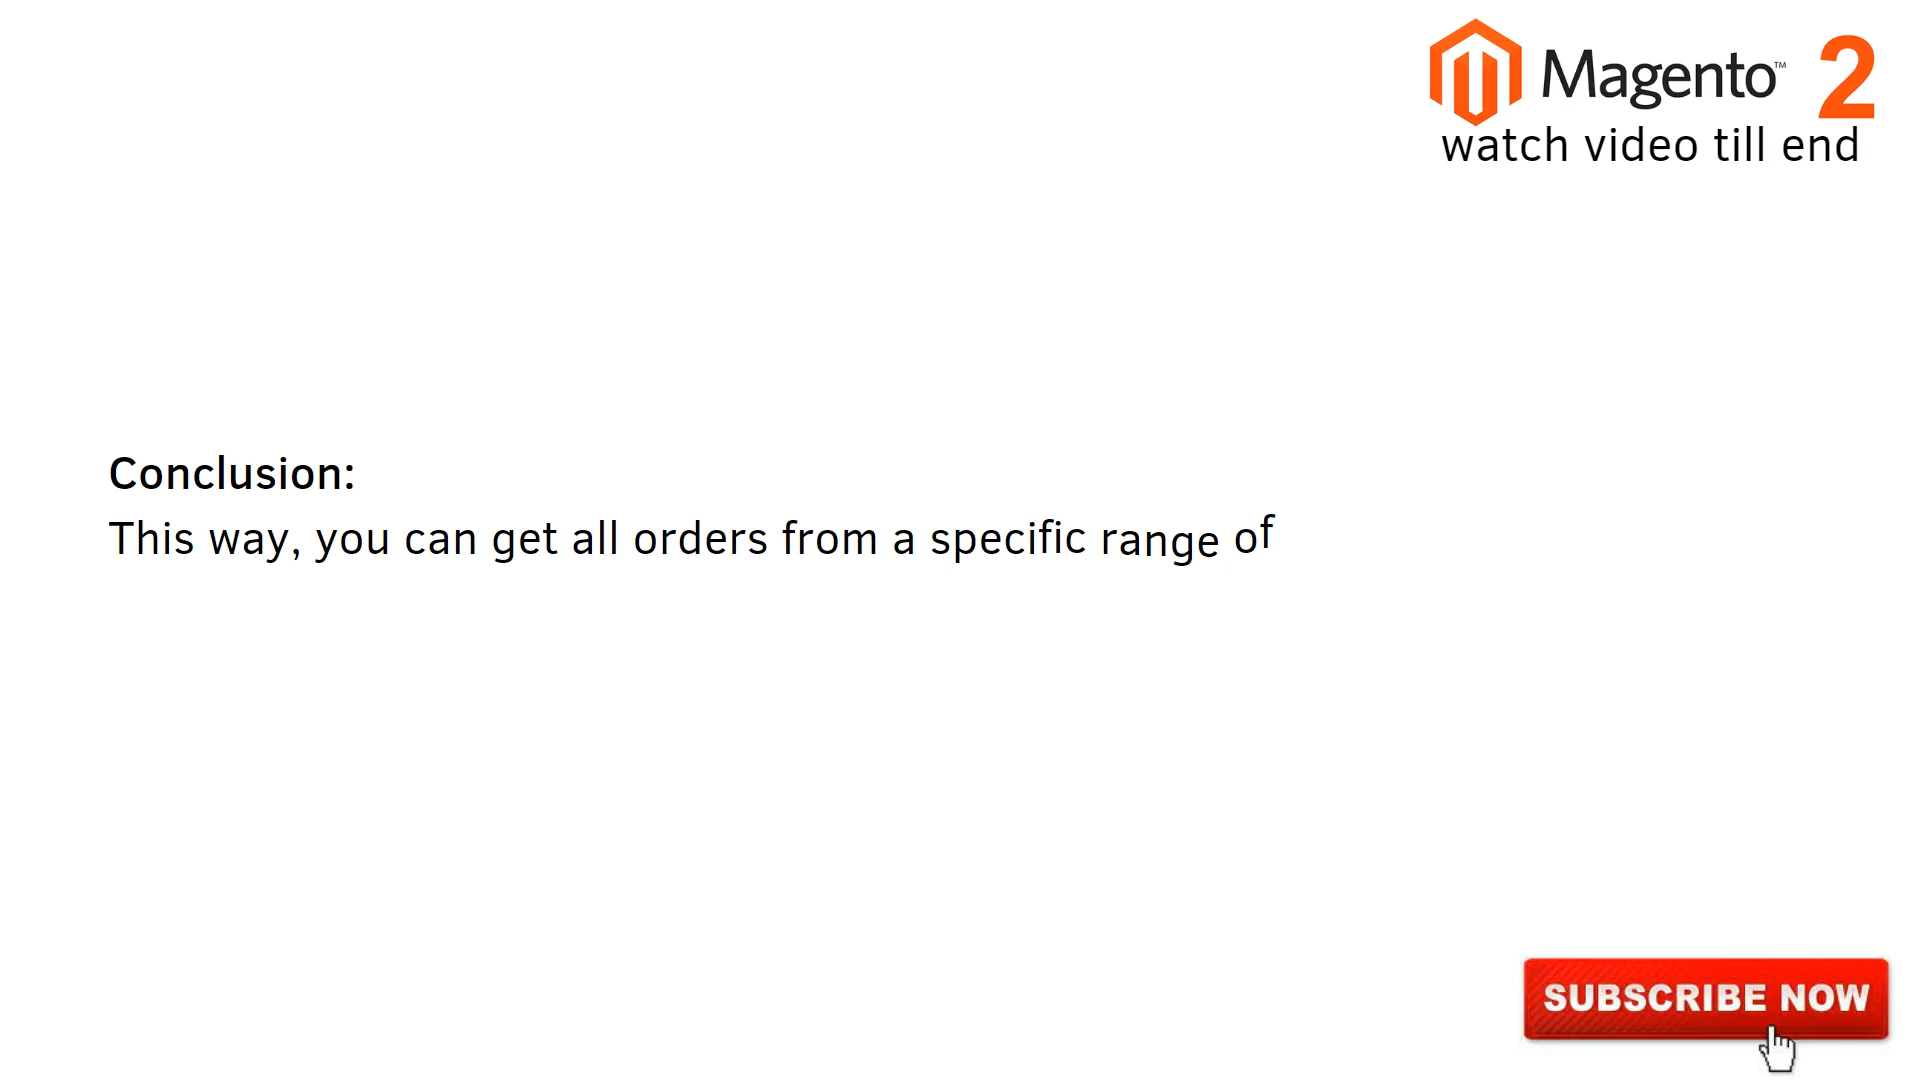 Magento™ 2
watch video till end
Conclusion:
This way, you can get all orders from a specific range of
SUBSCRIBE NOW